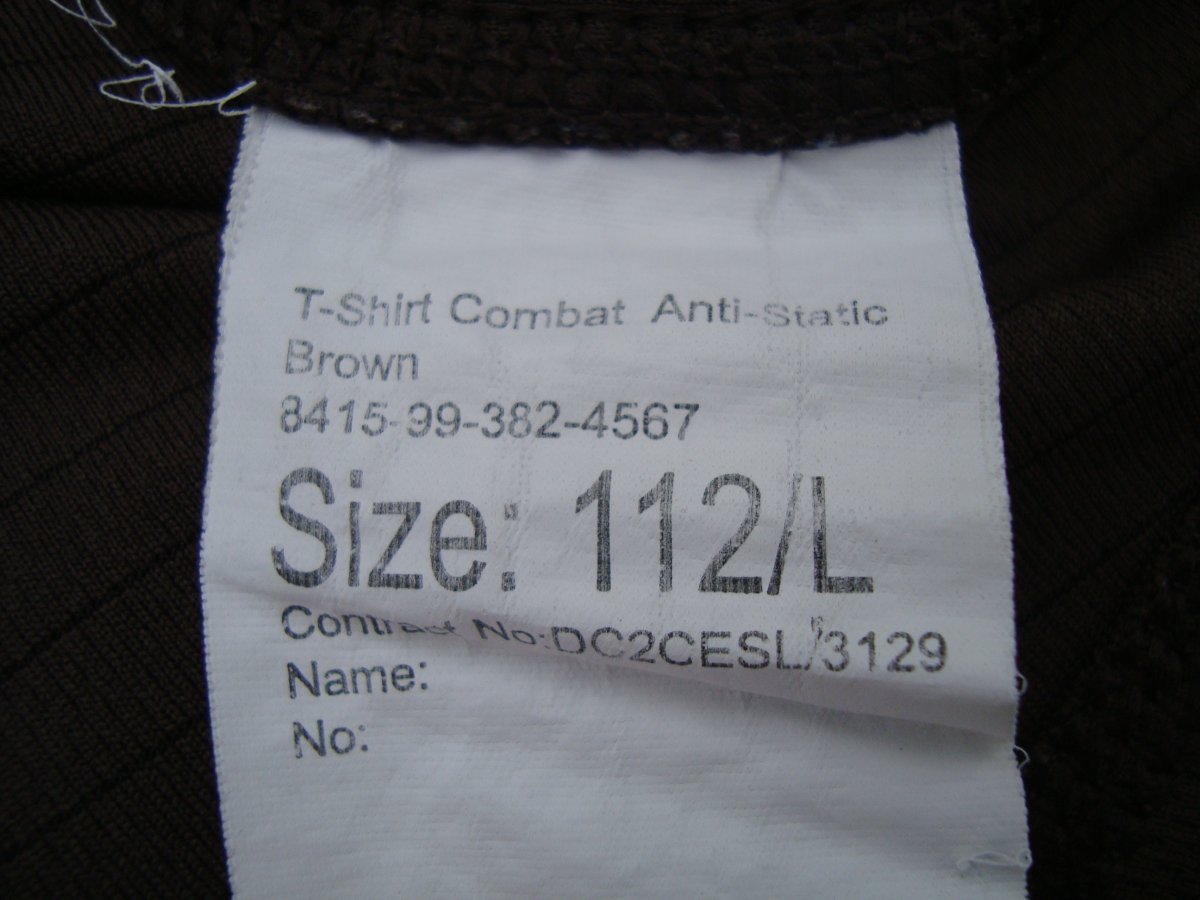 T-Shirt Combat Anti-Static
Brown
8415-99-382-4567
Size: 112/L
Contract No:DC2CESL/3129
Name:
No: